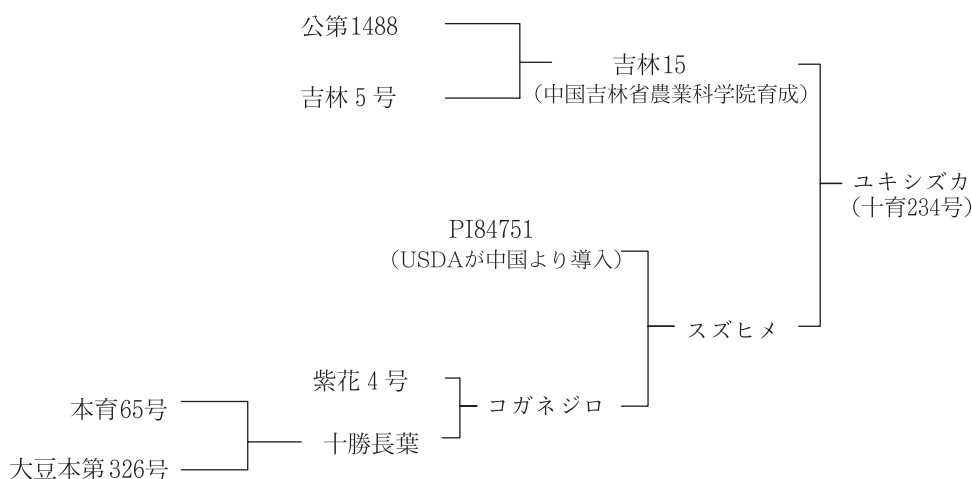 公第1488
吉林15
吉林 5 号
（中国吉林省農業科学院育成）
ユキシズカ
（十育234号）
PI84751
（USDAが中国より導入）
スズヒメ
紫花 4 号
コガネジロ
本育65号
十勝長葉
大豆本第326号